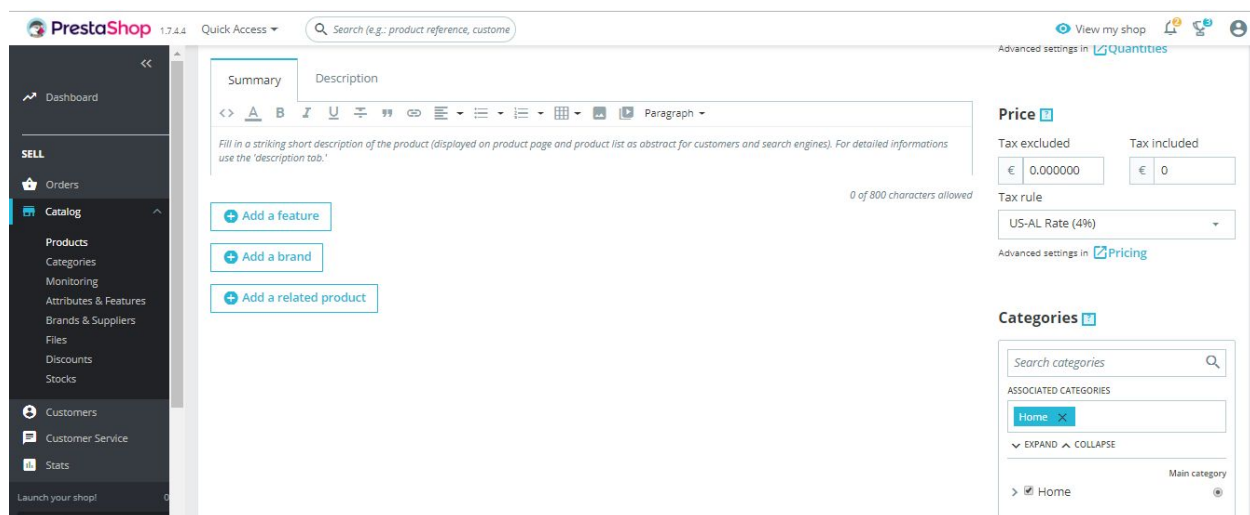 PrestaShop 1.7.4.4 Quick Access Search (e.g.: product reference, custome View my shop 2 3
Dashboard
SELL
Orders
Catalog
Products
Categories
Monitoring
Attributes & Features
Brands & Suppliers
Files
Discounts
Stocks
Customers
Customer Service
Stats
Launch your shop! 0
Summary Description
A B I U Paragraph
Fill in a striking short description of the product (displayed on product page and product list as abstract for customers and search engines). For detailed informations
use the 'description tab.'
0 of 800 characters allowed
Add a feature
Add a brand
Add a related product
Advanced settings in Quantities
Price ?
Tax excluded Tax included
€ 0.000000 € 0
Tax rule
US-AL Rate (4%)
Advanced settings in Pricing
Categories ?
Search categories
ASSOCIATED CATEGORIES
Home ×
EXPAND COLLAPSE
Main category
Home